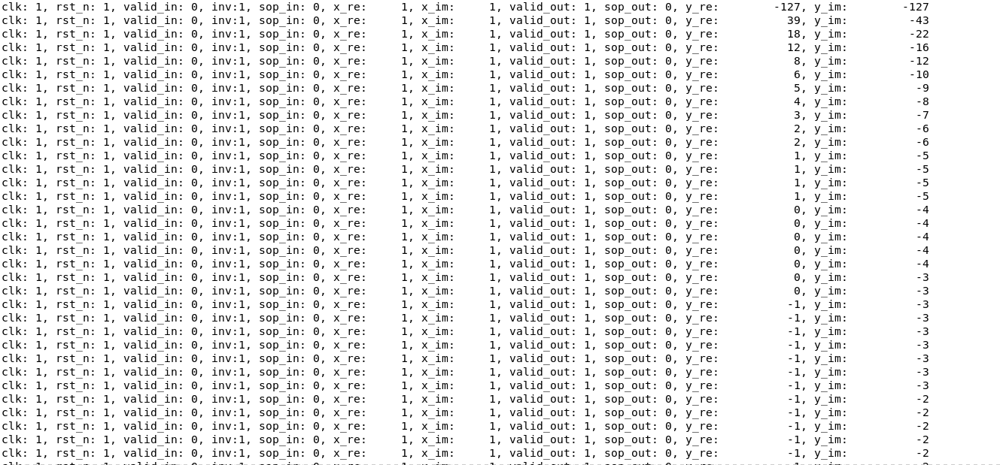 clk: 1, rst_n: 1, valid_in: 0, inv:1, sop_in: 0, x_re:     1, x_im:     1, valid_out: 1, sop_out: 0, y_re:        -127, y_im:        -127
clk: 1, rst_n: 1, valid_in: 0, inv:1, sop_in: 0, x_re:     1, x_im:     1, valid_out: 1, sop_out: 0, y_re:          39, y_im:         -43
clk: 1, rst_n: 1, valid_in: 0, inv:1, sop_in: 0, x_re:     1, x_im:     1, valid_out: 1, sop_out: 0, y_re:          18, y_im:         -22
clk: 1, rst_n: 1, valid_in: 0, inv:1, sop_in: 0, x_re:     1, x_im:     1, valid_out: 1, sop_out: 0, y_re:          12, y_im:         -16
clk: 1, rst_n: 1, valid_in: 0, inv:1, sop_in: 0, x_re:     1, x_im:     1, valid_out: 1, sop_out: 0, y_re:           8, y_im:         -12
clk: 1, rst_n: 1, valid_in: 0, inv:1, sop_in: 0, x_re:     1, x_im:     1, valid_out: 1, sop_out: 0, y_re:           6, y_im:         -10
clk: 1, rst_n: 1, valid_in: 0, inv:1, sop_in: 0, x_re:     1, x_im:     1, valid_out: 1, sop_out: 0, y_re:           5, y_im:          -9
clk: 1, rst_n: 1, valid_in: 0, inv:1, sop_in: 0, x_re:     1, x_im:     1, valid_out: 1, sop_out: 0, y_re:           4, y_im:          -8
clk: 1, rst_n: 1, valid_in: 0, inv:1, sop_in: 0, x_re:     1, x_im:     1, valid_out: 1, sop_out: 0, y_re:           3, y_im:          -7
clk: 1, rst_n: 1, valid_in: 0, inv:1, sop_in: 0, x_re:     1, x_im:     1, valid_out: 1, sop_out: 0, y_re:           2, y_im:          -6
clk: 1, rst_n: 1, valid_in: 0, inv:1, sop_in: 0, x_re:     1, x_im:     1, valid_out: 1, sop_out: 0, y_re:           2, y_im:          -6
clk: 1, rst_n: 1, valid_in: 0, inv:1, sop_in: 0, x_re:     1, x_im:     1, valid_out: 1, sop_out: 0, y_re:           1, y_im:          -5
clk: 1, rst_n: 1, valid_in: 0, inv:1, sop_in: 0, x_re:     1, x_im:     1, valid_out: 1, sop_out: 0, y_re:           1, y_im:          -5
clk: 1, rst_n: 1, valid_in: 0, inv:1, sop_in: 0, x_re:     1, x_im:     1, valid_out: 1, sop_out: 0, y_re:           1, y_im:          -5
clk: 1, rst_n: 1, valid_in: 0, inv:1, sop_in: 0, x_re:     1, x_im:     1, valid_out: 1, sop_out: 0, y_re:           1, y_im:          -5
clk: 1, rst_n: 1, valid_in: 0, inv:1, sop_in: 0, x_re:     1, x_im:     1, valid_out: 1, sop_out: 0, y_re:           0, y_im:          -4
clk: 1, rst_n: 1, valid_in: 0, inv:1, sop_in: 0, x_re:     1, x_im:     1, valid_out: 1, sop_out: 0, y_re:           0, y_im:          -4
clk: 1, rst_n: 1, valid_in: 0, inv:1, sop_in: 0, x_re:     1, x_im:     1, valid_out: 1, sop_out: 0, y_re:           0, y_im:          -4
clk: 1, rst_n: 1, valid_in: 0, inv:1, sop_in: 0, x_re:     1, x_im:     1, valid_out: 1, sop_out: 0, y_re:           0, y_im:          -4
clk: 1, rst_n: 1, valid_in: 0, inv:1, sop_in: 0, x_re:     1, x_im:     1, valid_out: 1, sop_out: 0, y_re:           0, y_im:          -4
clk: 1, rst_n: 1, valid_in: 0, inv:1, sop_in: 0, x_re:     1, x_im:     1, valid_out: 1, sop_out: 0, y_re:           0, y_im:          -3
clk: 1, rst_n: 1, valid_in: 0, inv:1, sop_in: 0, x_re:     1, x_im:     1, valid_out: 1, sop_out: 0, y_re:           0, y_im:          -3
clk: 1, rst_n: 1, valid_in: 0, inv:1, sop_in: 0, x_re:     1, x_im:     1, valid_out: 1, sop_out: 0, y_re:          -1, y_im:          -3
clk: 1, rst_n: 1, valid_in: 0, inv:1, sop_in: 0, x_re:     1, x_im:     1, valid_out: 1, sop_out: 0, y_re:          -1, y_im:          -3
clk: 1, rst_n: 1, valid_in: 0, inv:1, sop_in: 0, x_re:     1, x_im:     1, valid_out: 1, sop_out: 0, y_re:          -1, y_im:          -3
clk: 1, rst_n: 1, valid_in: 0, inv:1, sop_in: 0, x_re:     1, x_im:     1, valid_out: 1, sop_out: 0, y_re:          -1, y_im:          -3
clk: 1, rst_n: 1, valid_in: 0, inv:1, sop_in: 0, x_re:     1, x_im:     1, valid_out: 1, sop_out: 0, y_re:          -1, y_im:          -3
clk: 1, rst_n: 1, valid_in: 0, inv:1, sop_in: 0, x_re:     1, x_im:     1, valid_out: 1, sop_out: 0, y_re:          -1, y_im:          -3
clk: 1, rst_n: 1, valid_in: 0, inv:1, sop_in: 0, x_re:     1, x_im:     1, valid_out: 1, sop_out: 0, y_re:          -1, y_im:          -3
clk: 1, rst_n: 1, valid_in: 0, inv:1, sop_in: 0, x_re:     1, x_im:     1, valid_out: 1, sop_out: 0, y_re:          -1, y_im:          -2
clk: 1, rst_n: 1, valid_in: 0, inv:1, sop_in: 0, x_re:     1, x_im:     1, valid_out: 1, sop_out: 0, y_re:          -1, y_im:          -2
clk: 1, rst_n: 1, valid_in: 0, inv:1, sop_in: 0, x_re:     1, x_im:     1, valid_out: 1, sop_out: 0, y_re:          -1, y_im:          -2
clk: 1, rst_n: 1, valid_in: 0, inv:1, sop_in: 0, x_re:     1, x_im:     1, valid_out: 1, sop_out: 0, y_re:          -1, y_im:          -2
clk: 1, rst_n: 1, valid_in: 0, inv:1, sop_in: 0, x_re:     1, x_im:     1, valid_out: 1, sop_out: 0, y_re:          -1, y_im:          -2